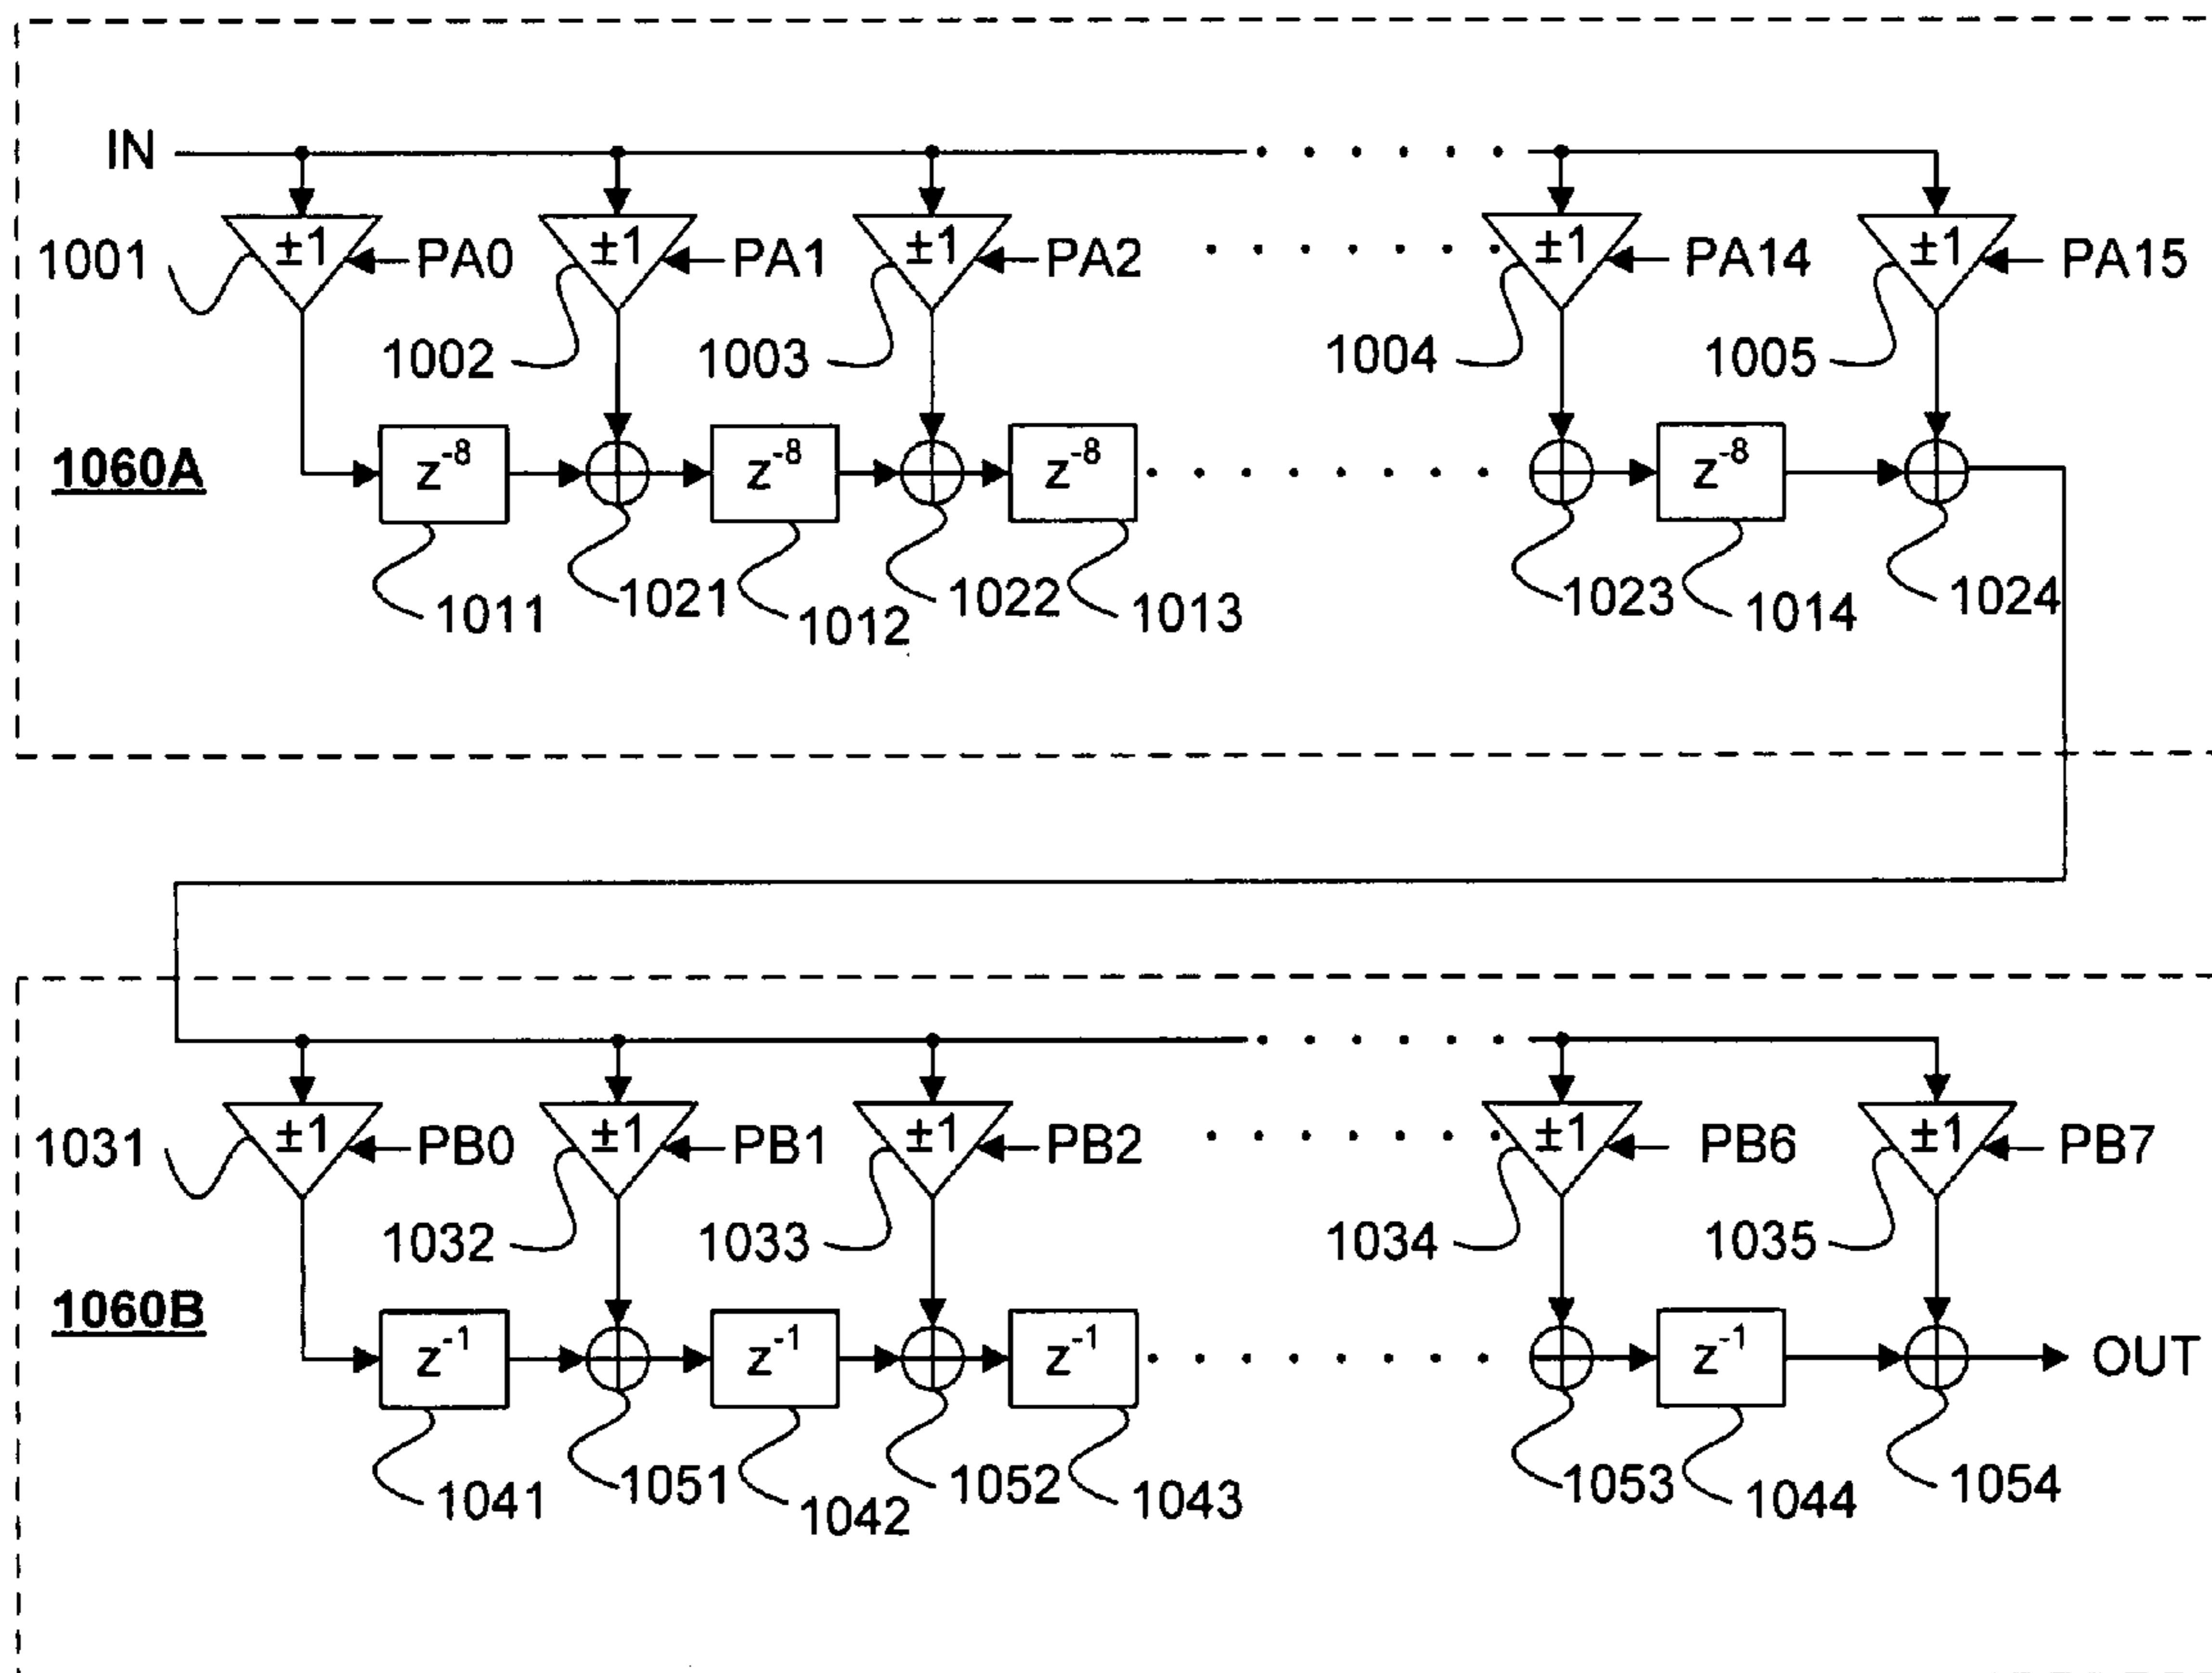 IN
±1 ±1 ±1 ±1 ±1
1001 PA0 PA1 PA2 PA14 PA15
1002 1003 1004 1005
1060A z-8 z-8 z-8 z-8
1011 1021 1012 1022 1013 1023 1014 1024
±1 ±1 ±1 ±1 ±1
1031 PB0 PB1 PB2 PB6 PB7
1032 1033 1034 1035
1060B z-1 z-1 z-1 z-1 OUT
1041 1051 1042 1052 1043 1053 1044 1054